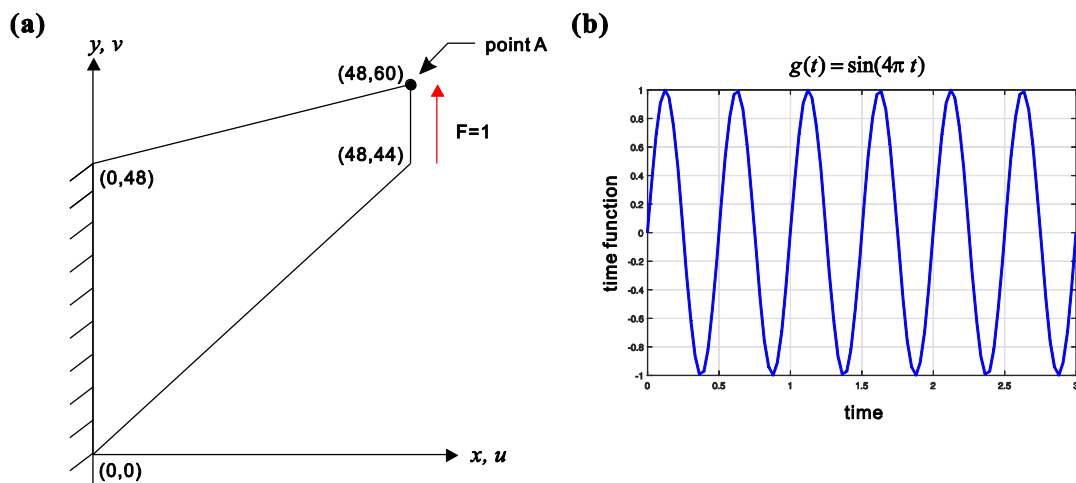 (a)
y, v
point A
(48,60)
F=1
(48,44)
(0,48)
(0,0)
x, u
(b)
g(t) = sin(4π t)
time function
1
0.8
0.6
0.4
0.2
0
-0.2
-0.4
-0.6
-0.8
-1
0 0.5 1 1.5 2 2.5 3
time